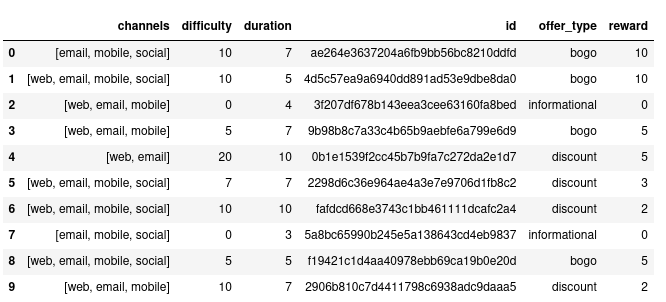 channels difficulty duration id offer_type reward
0 [email, mobile, social] 10 7 ae264e3637204a6fb9bb56bc8210ddfd bogo 10
1 [web, email, mobile, social] 10 5 4d5c57ea9a6940dd891ad53e9dbe8da0 bogo 10
2 [web, email, mobile] 0 4 3f207df678b143eea3cee63160fa8bed informational 0
3 [web, email, mobile] 5 7 9b98b8c7a33c4b65b9aebfe6a799e6d9 bogo 5
4 [web, email] 20 10 0b1e1539f2cc45b7b9fa7c272da2e1d7 discount 5
5 [web, email, mobile, social] 7 7 2298d6c36e964ae4a3e7e9706d1fb8c2 discount 3
6 [web, email, mobile, social] 10 10 fafdcd668e3743c1bb461111dcafc2a4 discount 2
7 [email, mobile, social] 0 3 5a8bc65990b245e5a138643cd4eb9837 informational 0
8 [web, email, mobile, social] 5 5 f19421c1d4aa40978ebb69ca19b0e20d bogo 5
9 [web, email, mobile] 10 7 2906b810c7d4411798c6938adc9daaa5 discount 2